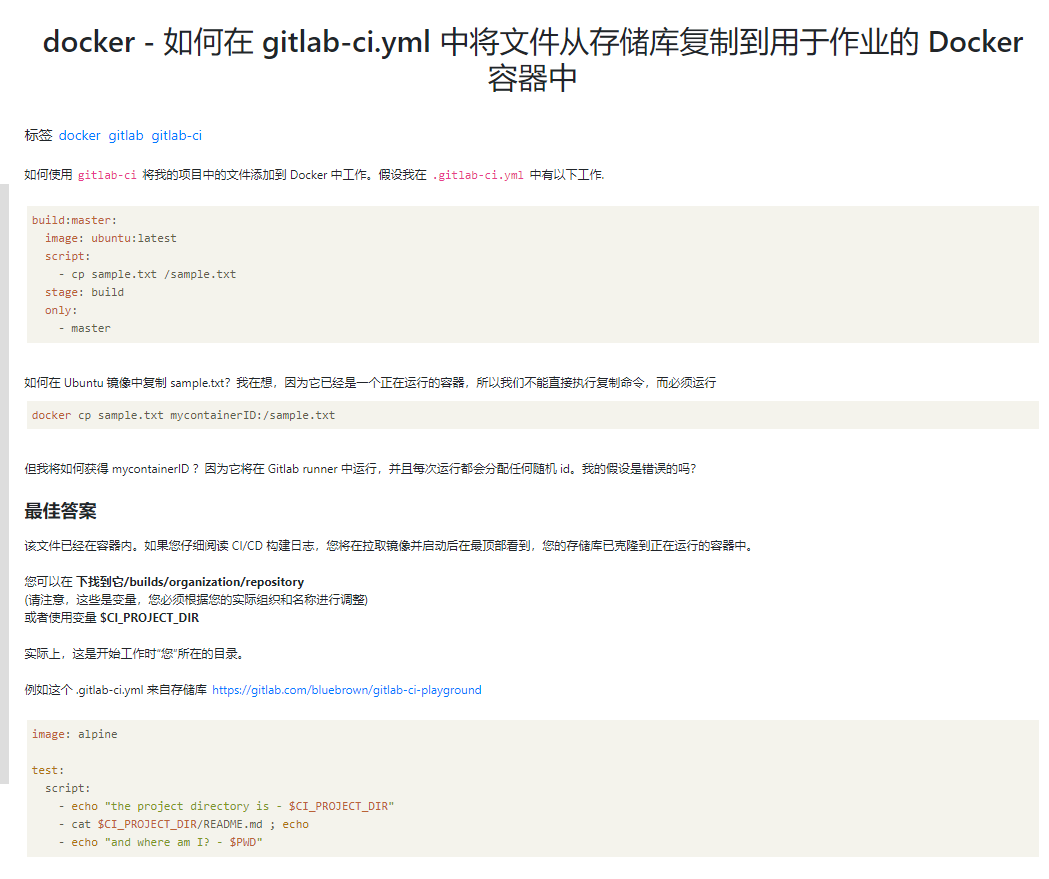 docker - 如何在 gitlab-ci.yml 中将文件从存储库复制到用于作业的 Docker
容器中
标签 docker gitlab gitlab-ci
如何使用 gitlab-ci 将我的项目中的文件添加到 Docker 中工作。假设我在 .gitlab-ci.yml 中有以下工作.
build:master:
  image: ubuntu:latest
  script:
    - cp sample.txt /sample.txt
  stage: build
  only:
    - master
如何在 Ubuntu 镜像中复制 sample.txt？我在想，因为它已经是一个正在运行的容器，所以我们不能直接执行复制命令，而必须运行
docker cp sample.txt mycontainerID:/sample.txt
但我将如何获得 mycontainerID ？因为它将在 Gitlab runner 中运行，并且每次运行都会分配任何随机 id。我的假设是错误的吗？
最佳答案
该文件已经在容器内。如果您仔细阅读 CI/CD 构建日志，您将在拉取镜像并启动后在最顶部看到，您的存储库已克隆到正在运行的容器中。
您可以在 下找到它/builds/organization/repository
(请注意，这些是变量，您必须根据您的实际组织和名称进行调整)
或者使用变量 $CI_PROJECT_DIR
实际上，这是开始工作时“您”所在的目录。
例如这个 .gitlab-ci.yml 来自存储库 https://gitlab.com/bluebrown/gitlab-ci-playground
image: alpine
test:
  script:
    - echo "the project directory is - $CI_PROJECT_DIR"
    - cat $CI_PROJECT_DIR/README.md ; echo
    - echo "and where am I? - $PWD"